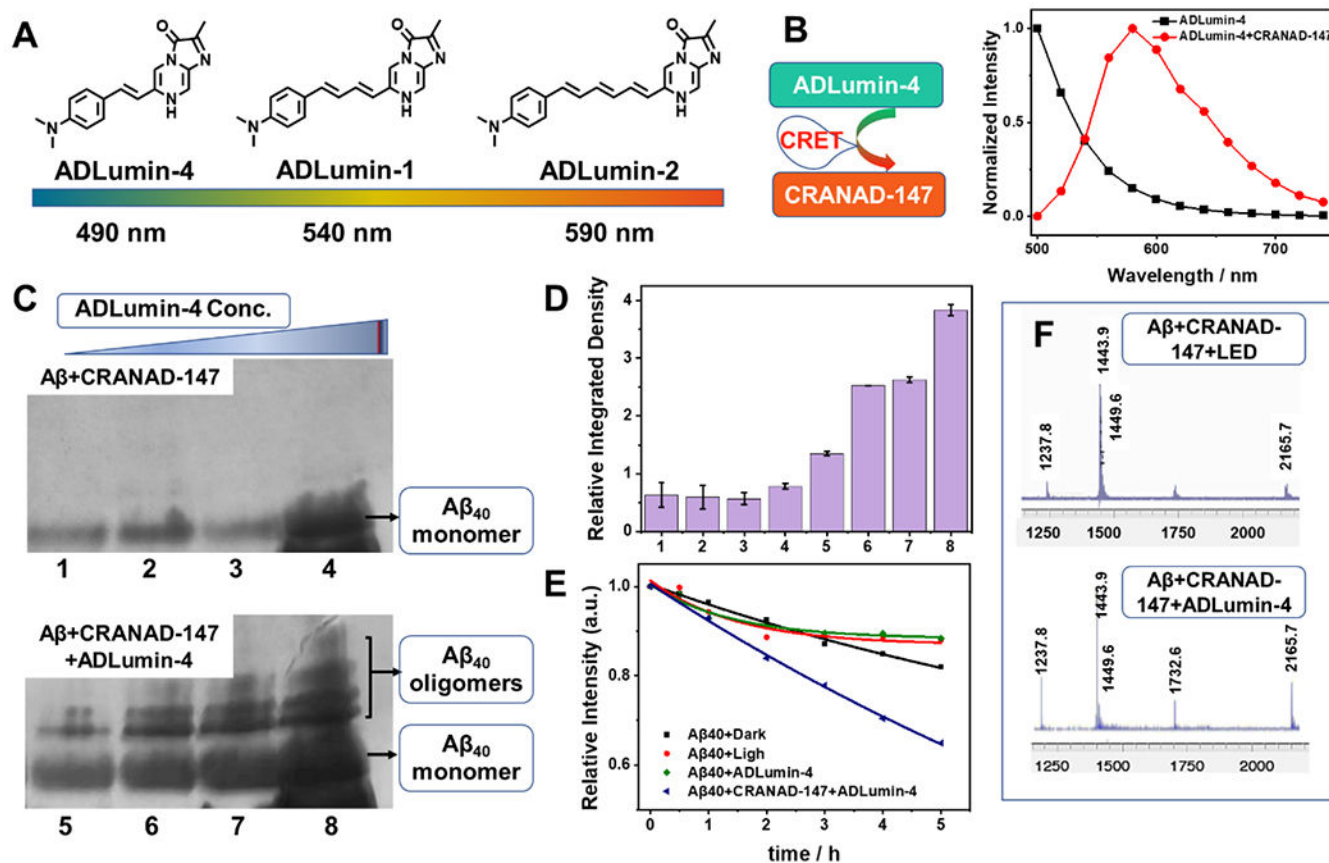 A
O
N
N
N
H
N
ADLumin-4
O
N
N
N
H
N
ADLumin-1
O
N
N
N
H
N
ADLumin-2
490 nm
540 nm
590 nm
B
ADLumin-4
CRET
CRANAD-147
ADLumin-4
ADLumin-4+CRANAD-147
Normalized Intensity
1.0
0.5
0.0
500
600
700
Wavelength / nm
C
ADLumin-4 Conc.
Aβ+CRANAD-147
Aβ40
monomer
1 2 3 4
Aβ+CRANAD-147
+ADLumin-4
Aβ40
oligomers
Aβ40
monomer
5 6 7 8
D
Relative Integrated Density
4
3
2
1
0
1 2 3 4 5 6 7 8
E
Relative Intensity (a.u.)
1.0
0.8
0.6
Aβ40+Dark
Aβ40+Ligh
Aβ40+ADLumin-4
Aβ40+CRANAD-147+ADLumin-4
0 1 2 3 4 5
time / h
F
Aβ+CRANAD-
147+LED
1237.8
1443.9
1449.6
2165.7
1250 1500 1750 2000
Aβ+CRANAD-
147+ADLumin-4
1237.8
1443.9
1449.6
1732.6
2165.7
1250 1500 1750 2000